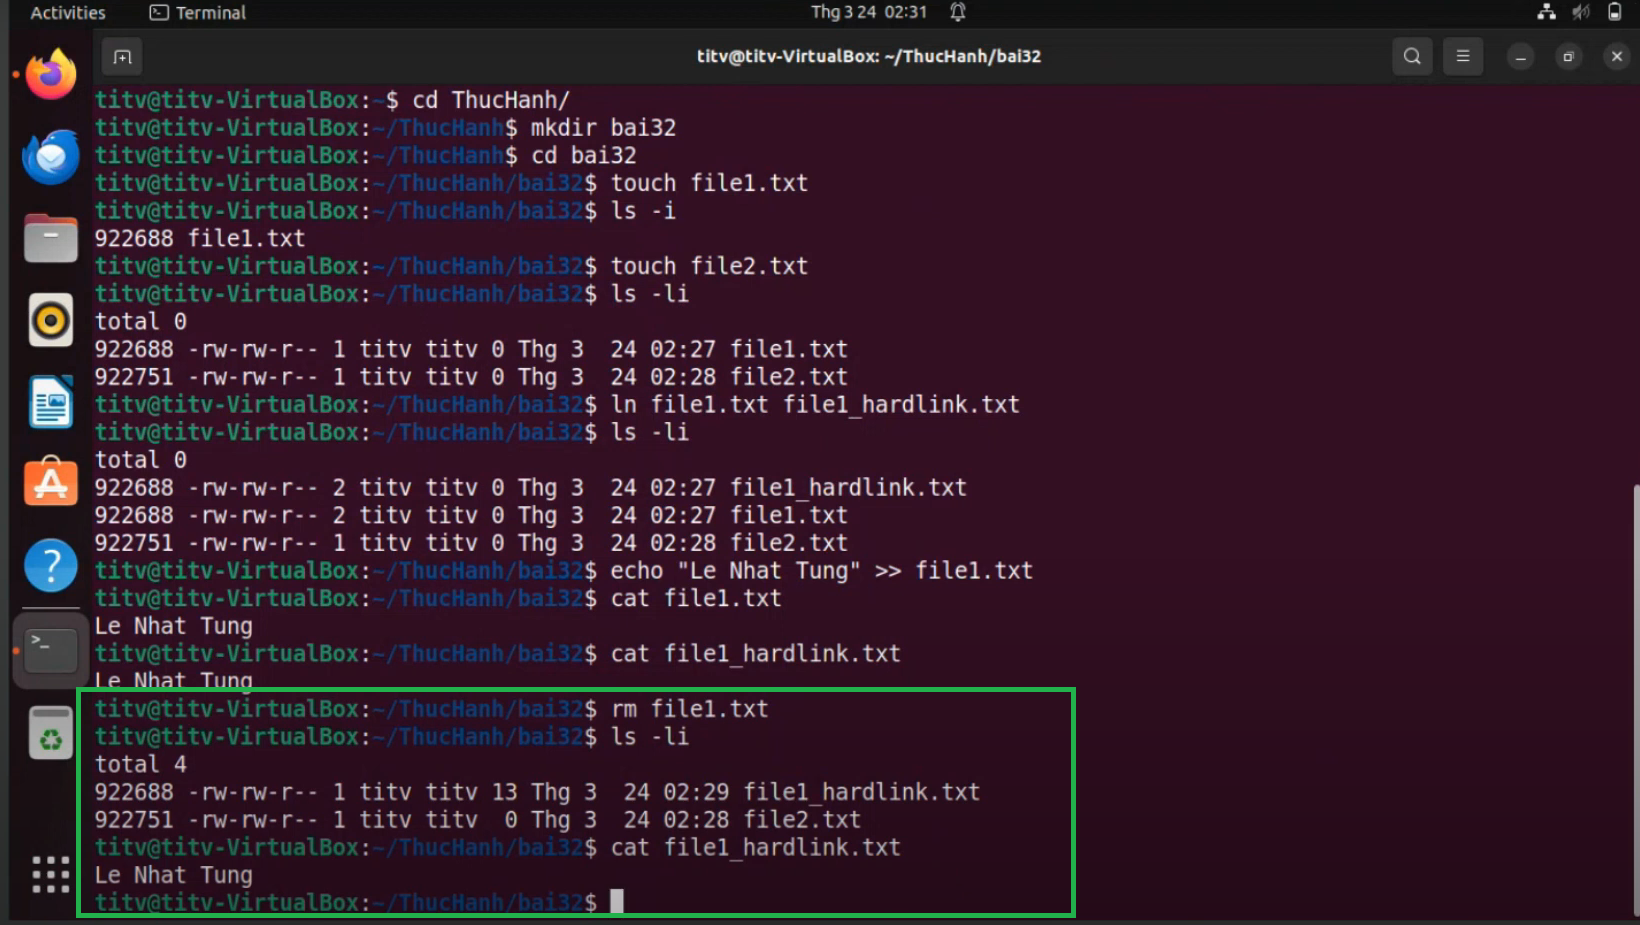 Activities
Terminal
Thg 3 24 02:31
titv@titv-VirtualBox: ~/ThucHanh/bai32
titv@titv-VirtualBox:~$ cd ThucHanh/
titv@titv-VirtualBox:~/ThucHanh$ mkdir bai32
titv@titv-VirtualBox:~/ThucHanh$ cd bai32
titv@titv-VirtualBox:~/ThucHanh/bai32$ touch file1.txt
titv@titv-VirtualBox:~/ThucHanh/bai32$ ls -i
922688 file1.txt
titv@titv-VirtualBox:~/ThucHanh/bai32$ touch file2.txt
titv@titv-VirtualBox:~/ThucHanh/bai32$ ls -li
total 0
922688 -rw-rw-r-- 1 titv titv 0 Thg 3  24 02:27 file1.txt
922751 -rw-rw-r-- 1 titv titv 0 Thg 3  24 02:28 file2.txt
titv@titv-VirtualBox:~/ThucHanh/bai32$ ln file1.txt file1_hardlink.txt
titv@titv-VirtualBox:~/ThucHanh/bai32$ ls -li
total 0
922688 -rw-rw-r-- 2 titv titv 0 Thg 3  24 02:27 file1_hardlink.txt
922688 -rw-rw-r-- 2 titv titv 0 Thg 3  24 02:27 file1.txt
922751 -rw-rw-r-- 1 titv titv 0 Thg 3  24 02:28 file2.txt
titv@titv-VirtualBox:~/ThucHanh/bai32$ echo "Le Nhat Tung" >> file1.txt
titv@titv-VirtualBox:~/ThucHanh/bai32$ cat file1.txt
Le Nhat Tung
titv@titv-VirtualBox:~/ThucHanh/bai32$ cat file1_hardlink.txt
Le Nhat Tung
titv@titv-VirtualBox:~/ThucHanh/bai32$ rm file1.txt
titv@titv-VirtualBox:~/ThucHanh/bai32$ ls -li
total 4
922688 -rw-rw-r-- 1 titv titv 13 Thg 3  24 02:29 file1_hardlink.txt
922751 -rw-rw-r-- 1 titv titv  0 Thg 3  24 02:28 file2.txt
titv@titv-VirtualBox:~/ThucHanh/bai32$ cat file1_hardlink.txt
Le Nhat Tung
titv@titv-VirtualBox:~/ThucHanh/bai32$